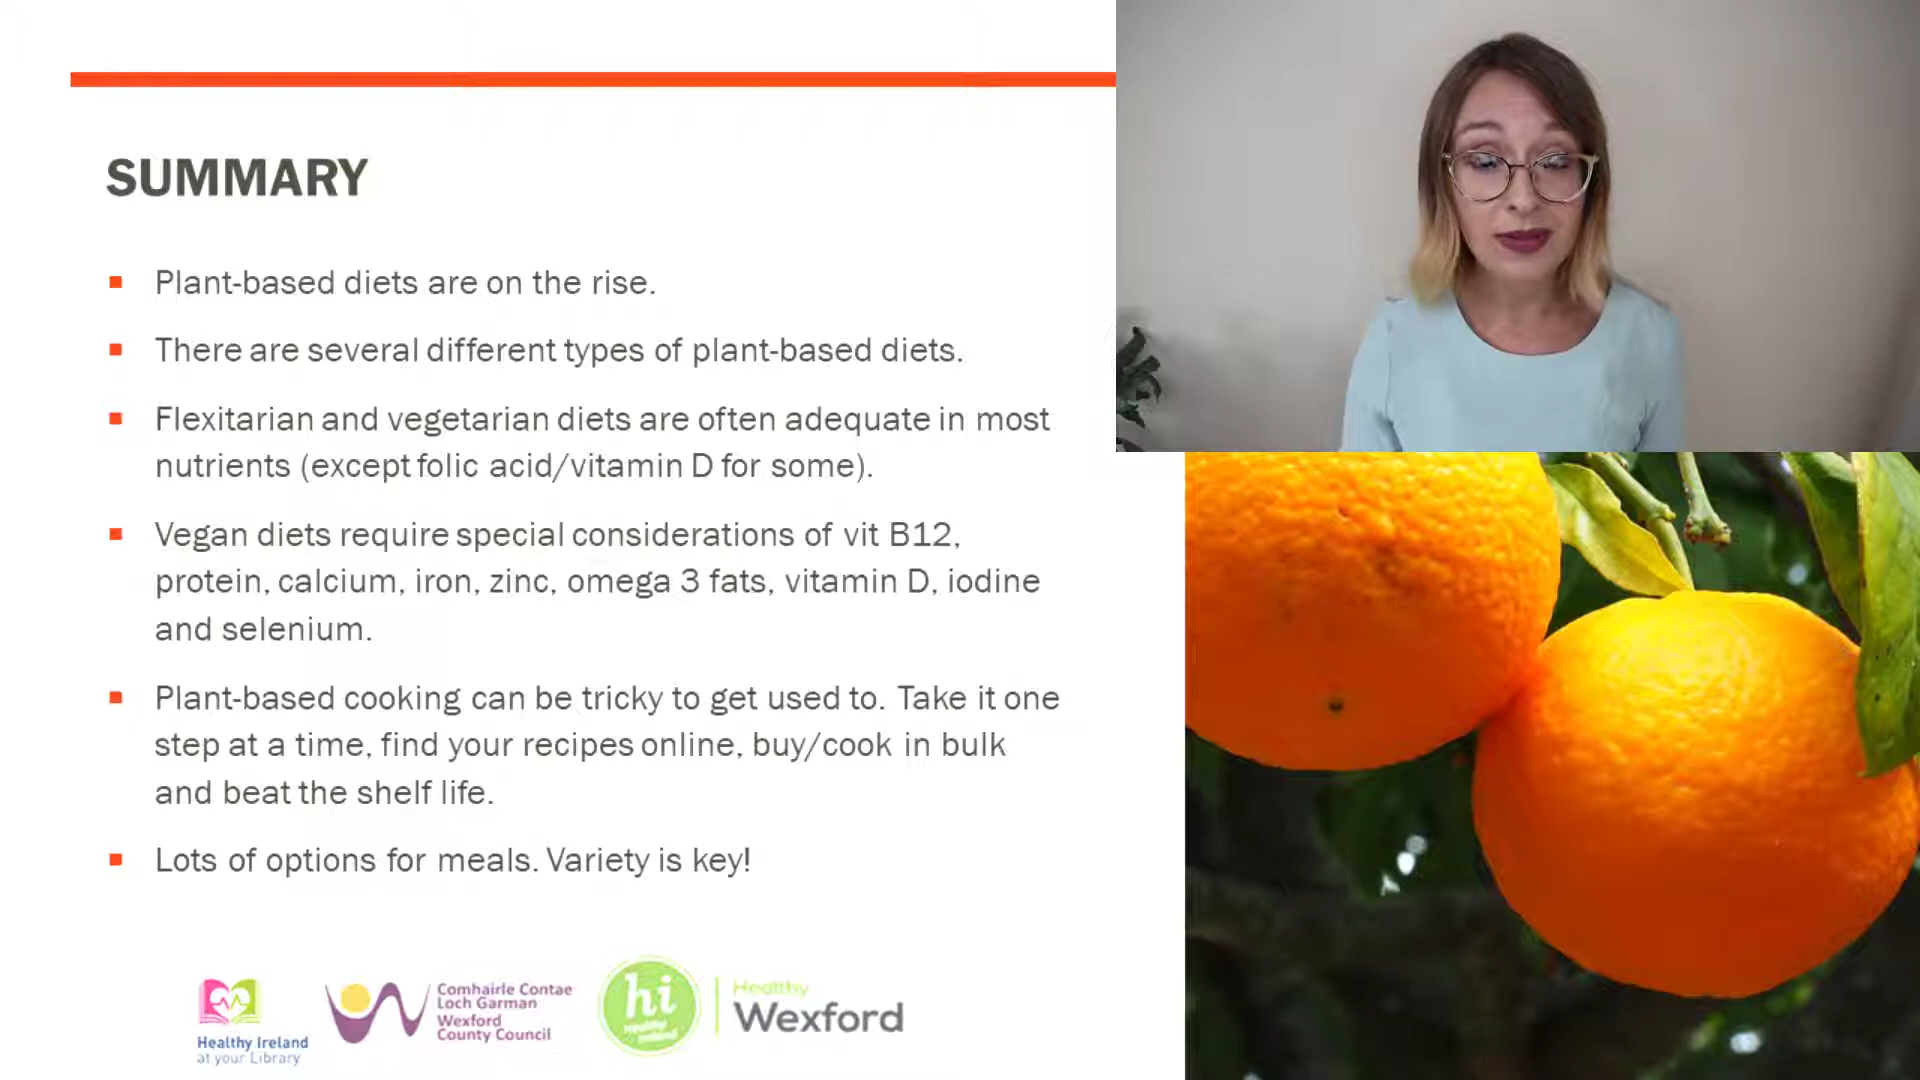 SUMMARY
Plant-based diets are on the rise.
There are several different types of plant-based diets.
Flexitarian and vegetarian diets are often adequate in most
nutrients (except folic acid/vitamin D for some).
Vegan diets require special considerations of vit B12,
protein, calcium, iron, zinc, omega 3 fats, vitamin D, iodine
and selenium.
Plant-based cooking can be tricky to get used to. Take it one
step at a time, find your recipes online, buy/cook in bulk
and beat the shelf life.
Lots of options for meals. Variety is key!
Healthy Ireland
at your Library
Comhairle Contae
Loch Garman
Wexford
County Council
hi
Healthy
Ireland
Healthy
Wexford